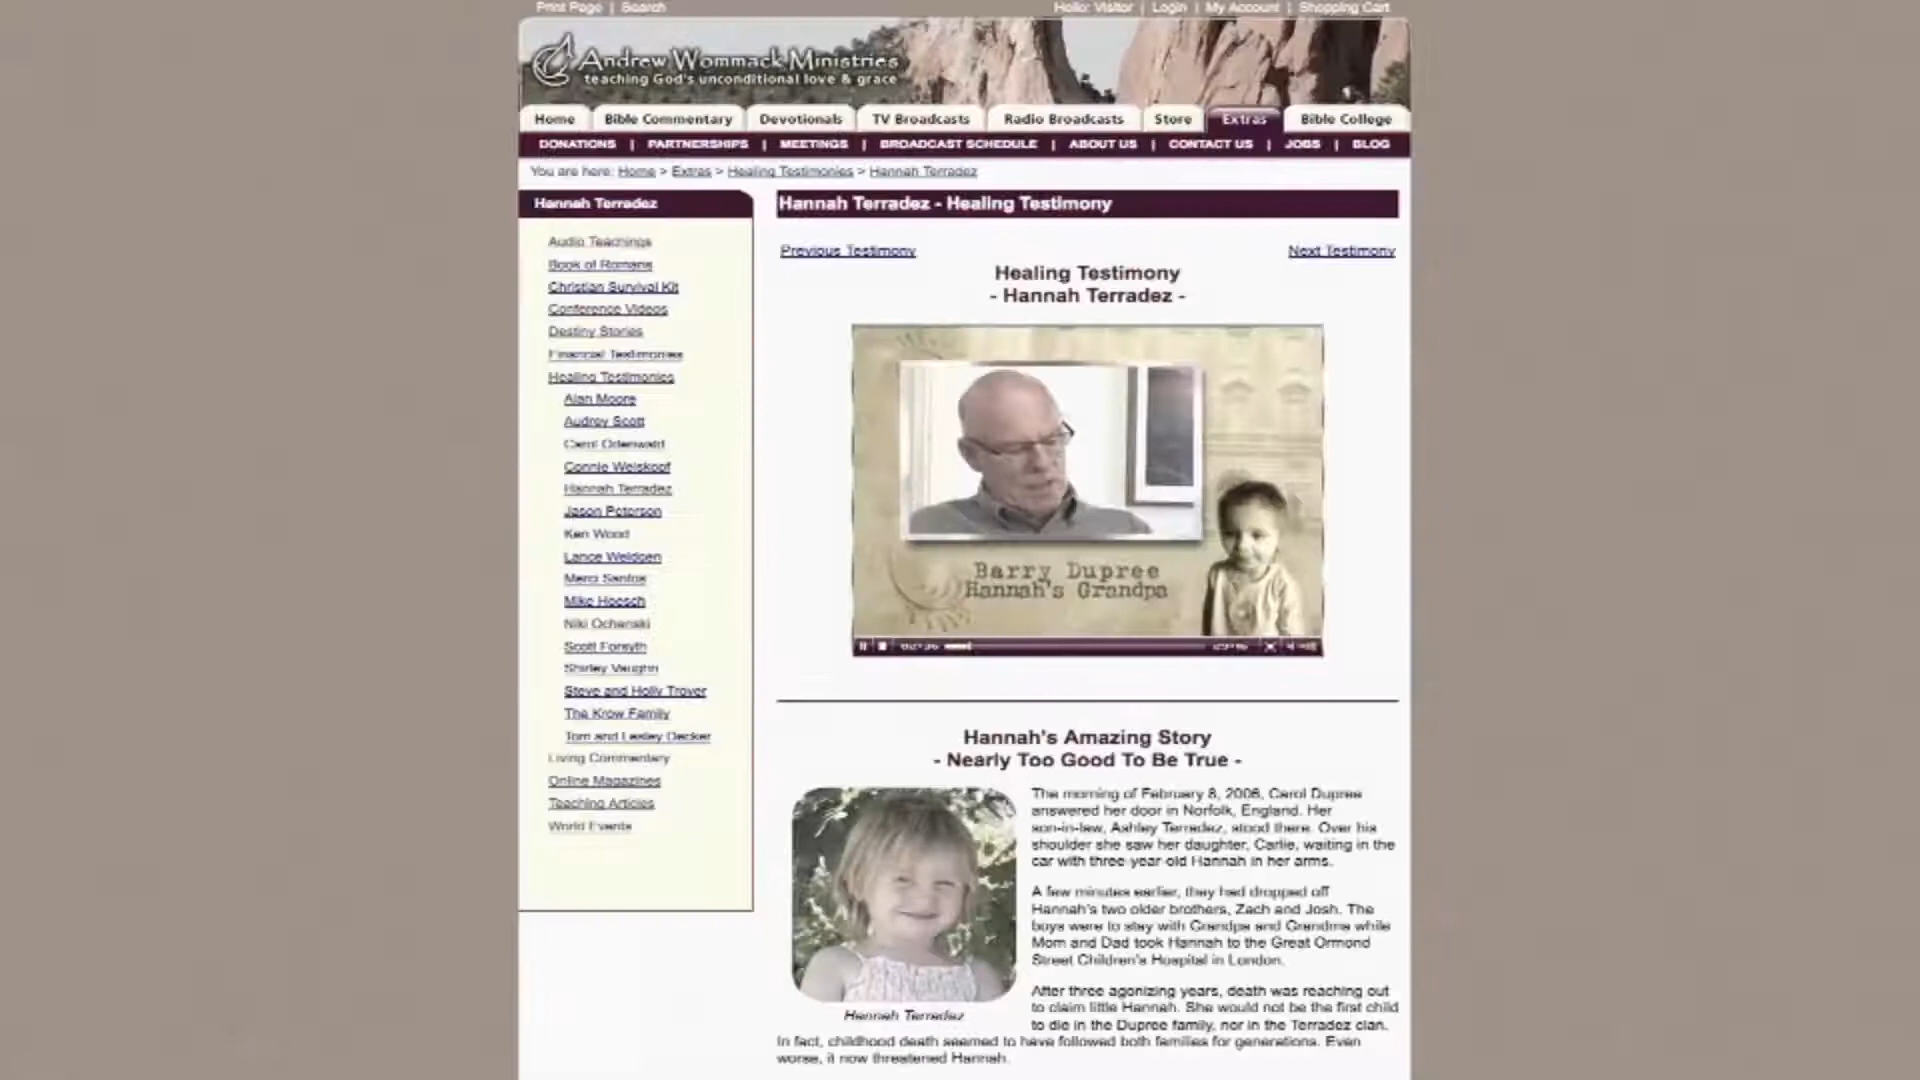 Print Page | Search
Hello: Visitor | Login | My Account | Shopping Cart
Andrew Wommack Ministries
teaching God's unconditional love & grace
Home
Bible Commentary
Devotionals
TV Broadcasts
Radio Broadcasts
Store
Extras
Bible College
DONATIONS | PARTNERSHIPS | MEETINGS | BROADCAST SCHEDULE | ABOUT US | CONTACT US | JOBS | BLOG
You are here: Home > Extras > Healing Testimonies > Hannah Terradez
Hannah Terradez
Audio Teachings
Book of Romans
Christian Survival Kit
Conference Videos
Destiny Stories
Financial Testimonies
Healing Testimonies
Alan Moore
Audrey Scott
Carol Odenwald
Connie Weiskopf
Hannah Terradez
Jason Peterson
Ken Wood
Merci Santos
Mike Hoesch
Niki Ochenski
Scott Forsyth
Shirley Vaughn
Steve and Holly Trover
The Krow Family
Tom and Lesley Decker
Living Commentary
Online Magazines
Teaching Articles
World Events
Hannah Terradez - Healing Testimony
Previous Testimony
Next Testimony
Healing Testimony
- Hannah Terradez -
Barry Dupree
Hannah's Grandpa
Hannah's Amazing Story
- Nearly Too Good To Be True -
The morning of February 8, 2006, Carol Dupree
answered her door in Norfolk, England. Her
son-in-law, Ashley Terradez, stood there. Over his
shoulder she saw her daughter, Carlie, waiting in the
car with three-year-old Hannah in her arms.
A few minutes earlier, they had dropped off
Hannah's two older brothers, Zach and Josh. The
boys were to stay with Grandpa and Grandma while
Mom and Dad took Hannah to the Great Ormond
Street Children's Hospital in London.
After three agonizing years, death was reaching out
to claim little Hannah. She would not be the first child
to die in the Dupree family, nor in the Terradez clan.
In fact, childhood death seemed to have followed both families for generations. Even
worse, it now threatened Hannah.
Hannah Terradez